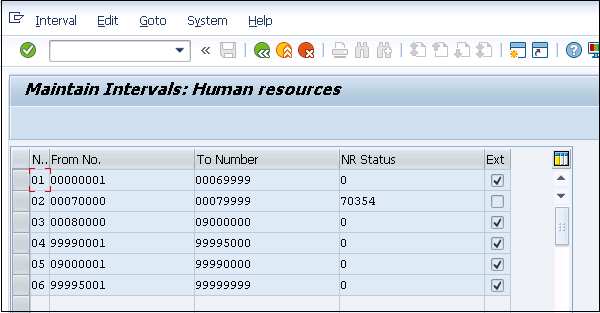 Interval Edit Goto System Help
Maintain Intervals: Human resources
N.. From No. To Number NR Status Ext
01 00000001 00069999 0
02 00070000 00079999 70354
03 00080000 09000000 0
04 99990001 99995000 0
05 09000001 99990000 0
06 99995001 99999999 0